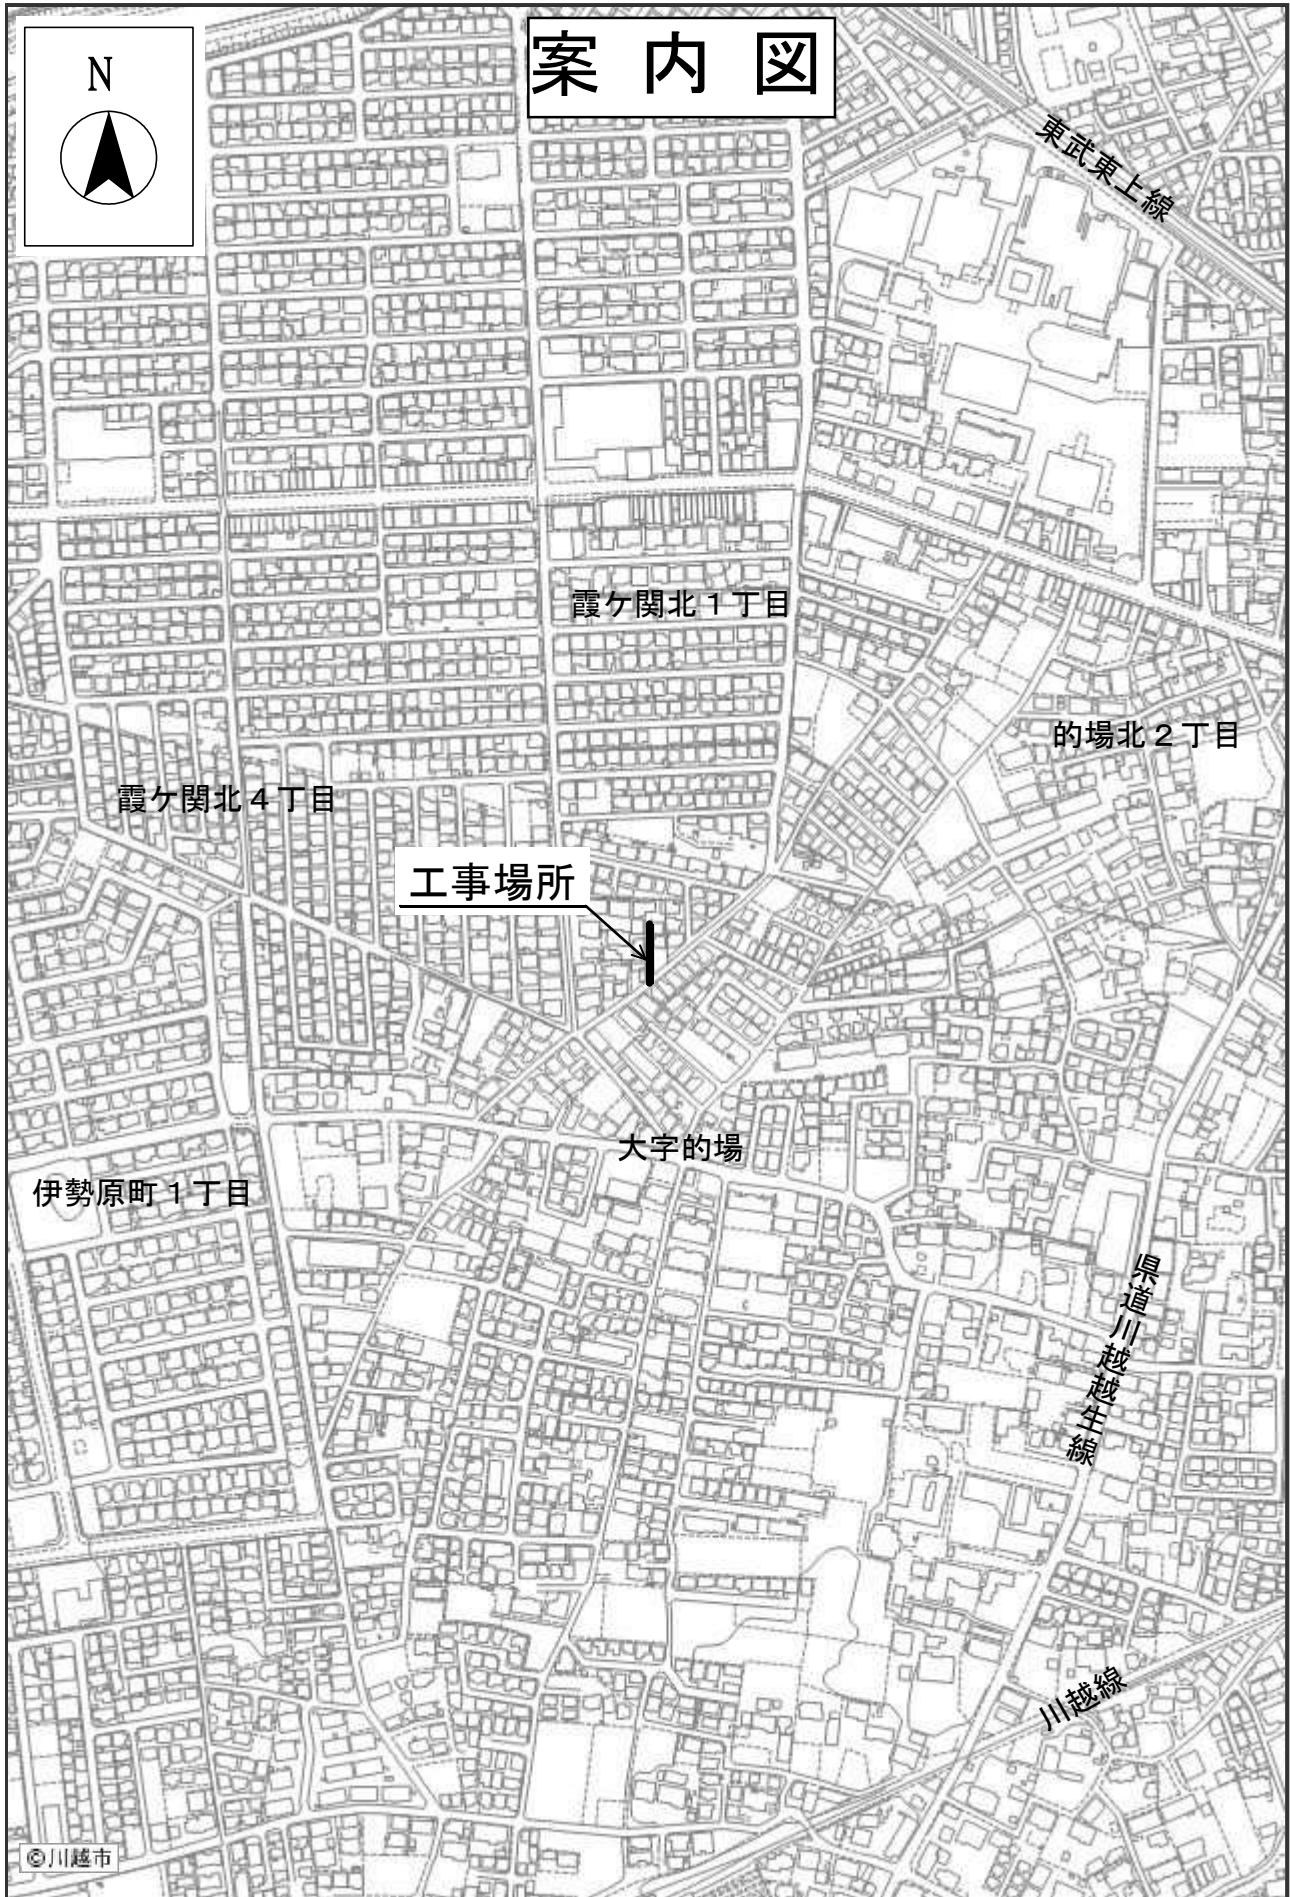 案内図
N
東武東上線
霞ケ関北１丁目
的場北２丁目
霞ケ関北４丁目
工事場所
大字的場
伊勢原町１丁目
県道川越越生線
川越線
©川越市